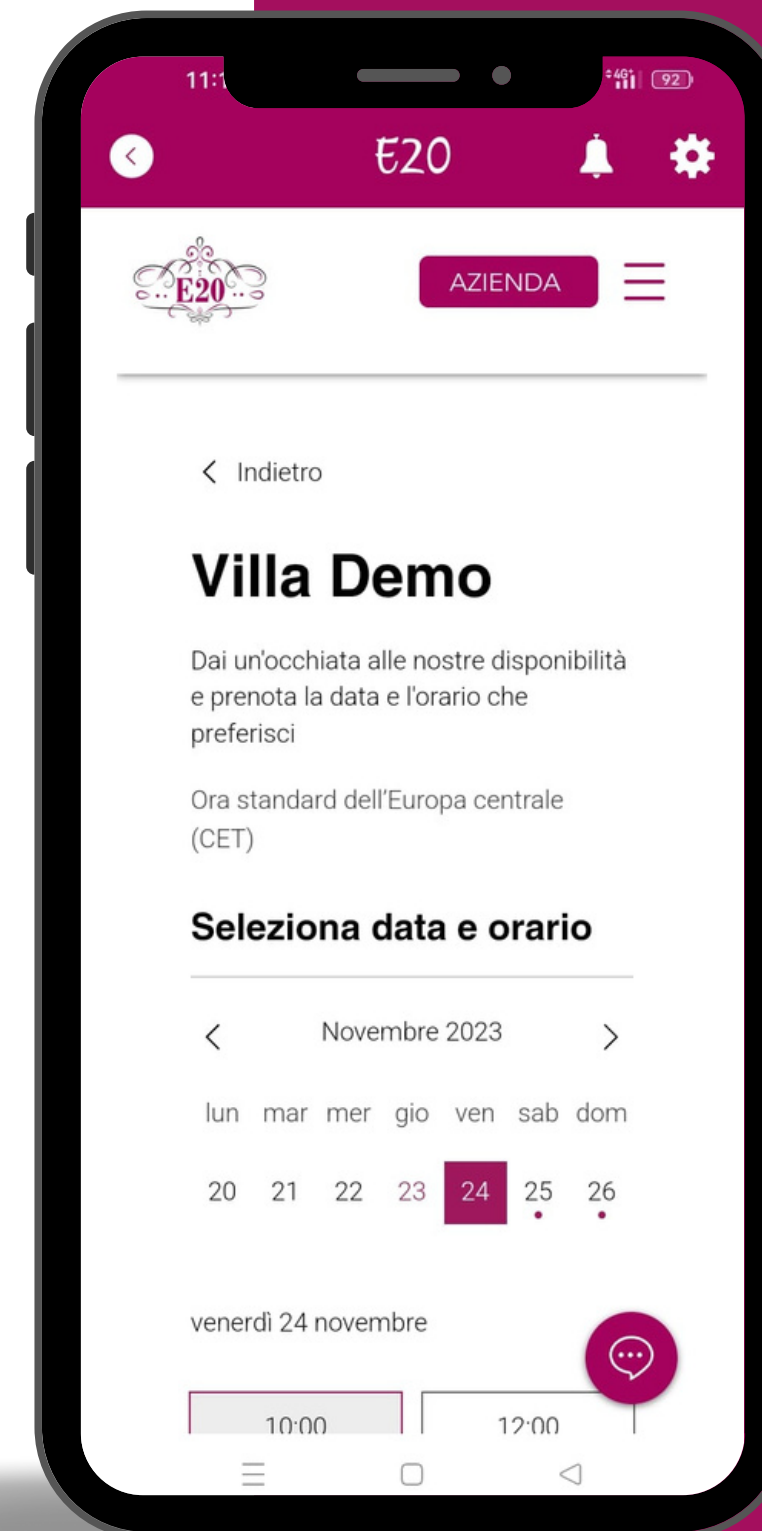 92
E20
E20
AZIENDA
Indietro
Villa Demo
Dai un'occhiata alle nostre disponibilità
e prenota la data e l'orario che
preferisci
Ora standard dell'Europa centrale
(CET)
Seleziona data e orario
Novembre 2023
lun mar mer gio ven sab dom
20 21 22 23 24 25 26
venerdì 24 novembre
10:00 12:00